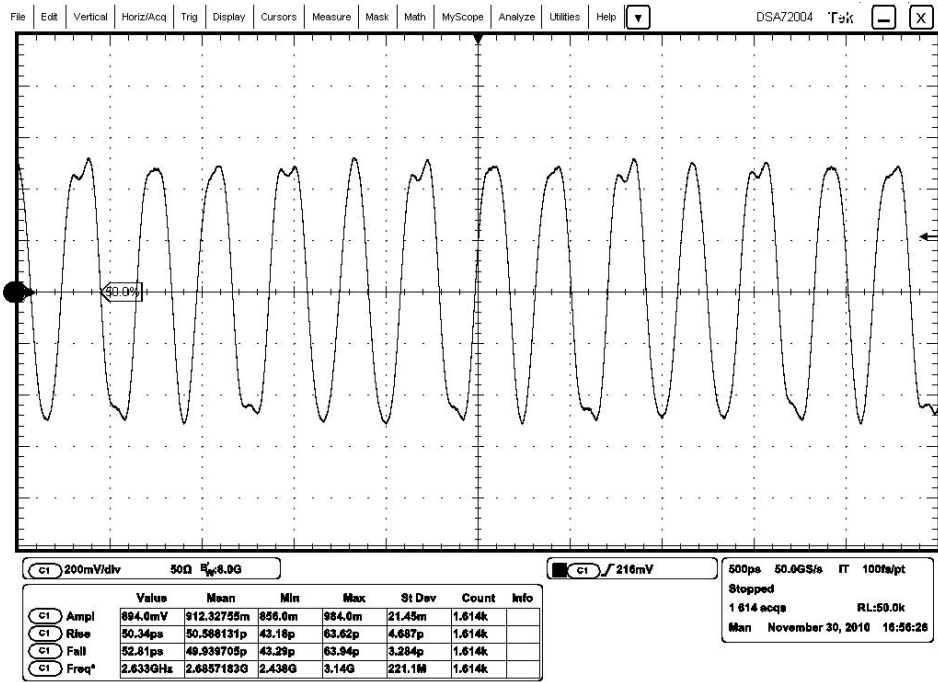 File Edit Vertical Horiz/Acq Trig Display Cursors Measure Mask Math MyScope Analyze Utilities Help DSA72004 Tek X
50.0%
C1 200mV/div 50Ω BW:8.0G
C1 216mV
500ps 50.0GS/s IT 100fs/pt
Stopped
1 614 acqs RL:50.0k
Man November 30, 2010 16:56:26
Value Mean Min Max St Dev Count Info
C1 Ampl 894.0mV 912.32755m 856.0m 984.0m 21.45m 1.614k
C1 Rise 50.34ps 50.588131p 43.18p 63.62p 4.687p 1.614k
C1 Fall 52.81ps 49.939705p 43.29p 63.94p 3.284p 1.614k
C1 Freq* 2.633GHz 2.6857183G 2.438G 3.14G 221.1M 1.614k